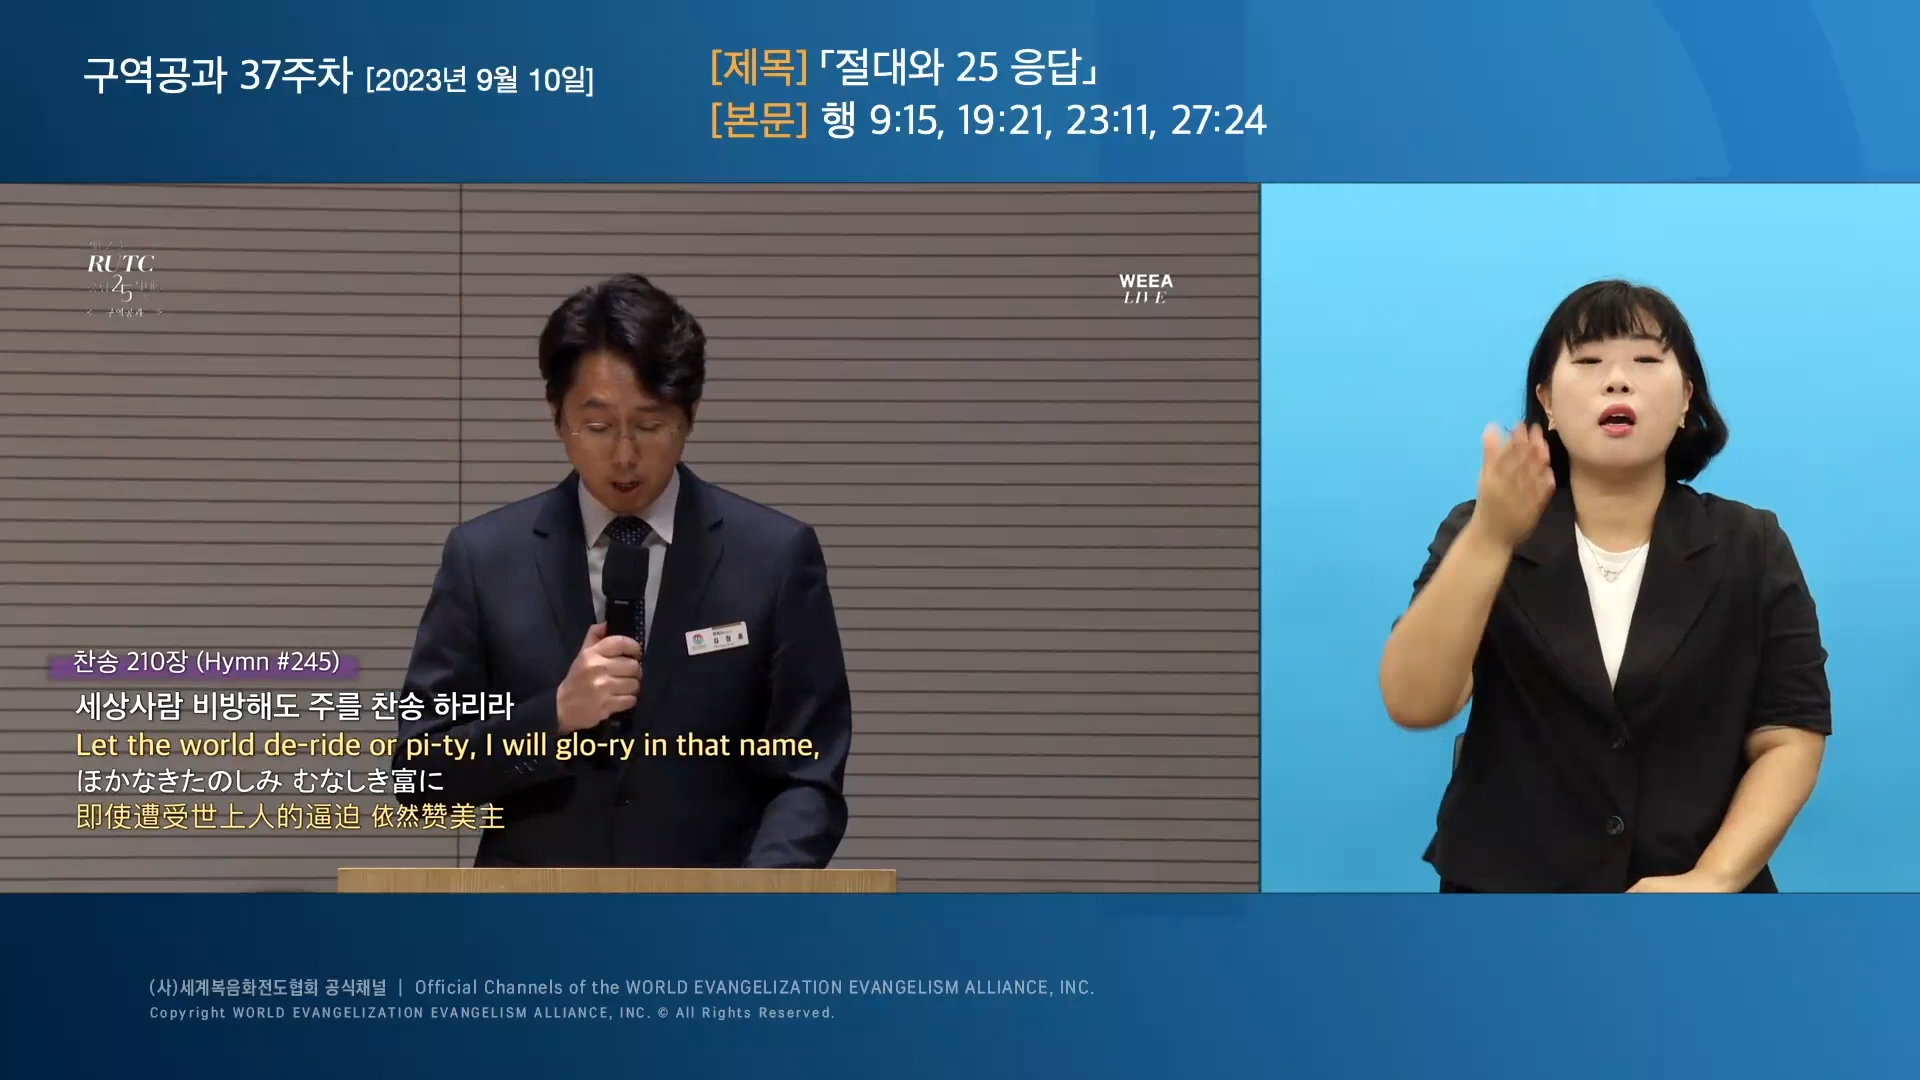 구역공과 37주차 [2023년 9월 10일]
[제목] 「절대와 25 응답」
[본문] 행 9:15, 19:21, 23:11, 27:24
RUTC
25
구역공과
WEEA
LIVE
찬송 210장 (Hymn #245)
세상사람 비방해도 주를 찬송 하리라
Let the world de-ride or pi-ty, I will glo-ry in that name,
ほかなきたのしみ むなしき富に
即使遭受世上人的逼迫 依然赞美主
(사)세계복음화전도협회 공식채널 | Official Channels of the WORLD EVANGELIZATION EVANGELISM ALLIANCE, INC.
Copyright WORLD EVANGELIZATION EVANGELISM ALLIANCE, INC. © All Rights Reserved.